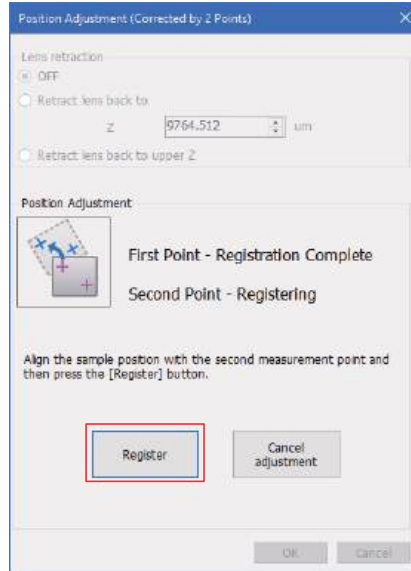 Position Adjustment (Corrected by 2 Points)
Lens retraction
OFF
Retract lens back to
Z 9764.512 um
Retract lens back to upper Z
Position Adjustment
First Point - Registration Complete
Second Point - Registering
Align the sample position with the second measurement point and
then press the [Register] button.
Register
Cancel
adjustment
OK Cancel